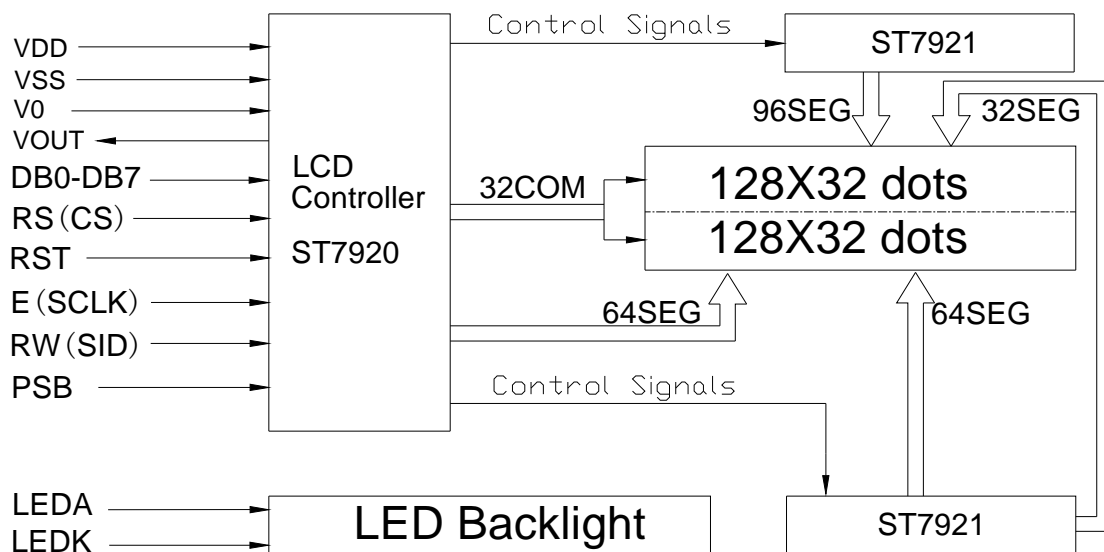 Control Signals
ST7921
VDD
VSS
V0
VOUT
DB0-DB7
RS(CS)
RST
E(SCLK)
RW(SID)
PSB
LCD
Controller
ST7920
96SEG
32SEG
32COM
128X32 dots
128X32 dots
64SEG
64SEG
Control Signals
LEDA
LEDK
LED Backlight
ST7921